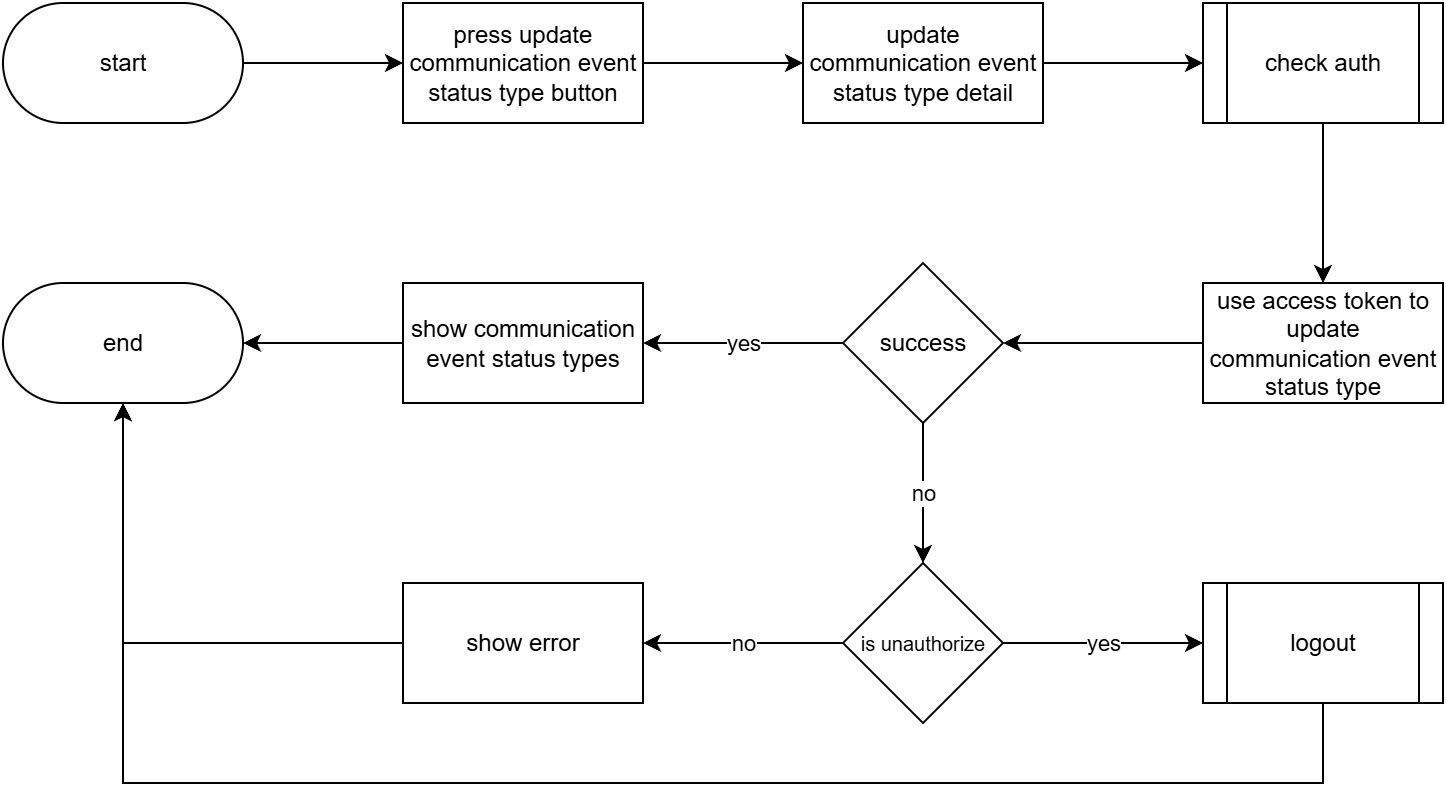 start
press update
communication event
status type button
update
communication event
status type detail
check auth
end
show communication
event status types
yes
success
use access token to
update
communication event
status type
no
show error
no
is unauthorize
yes
logout